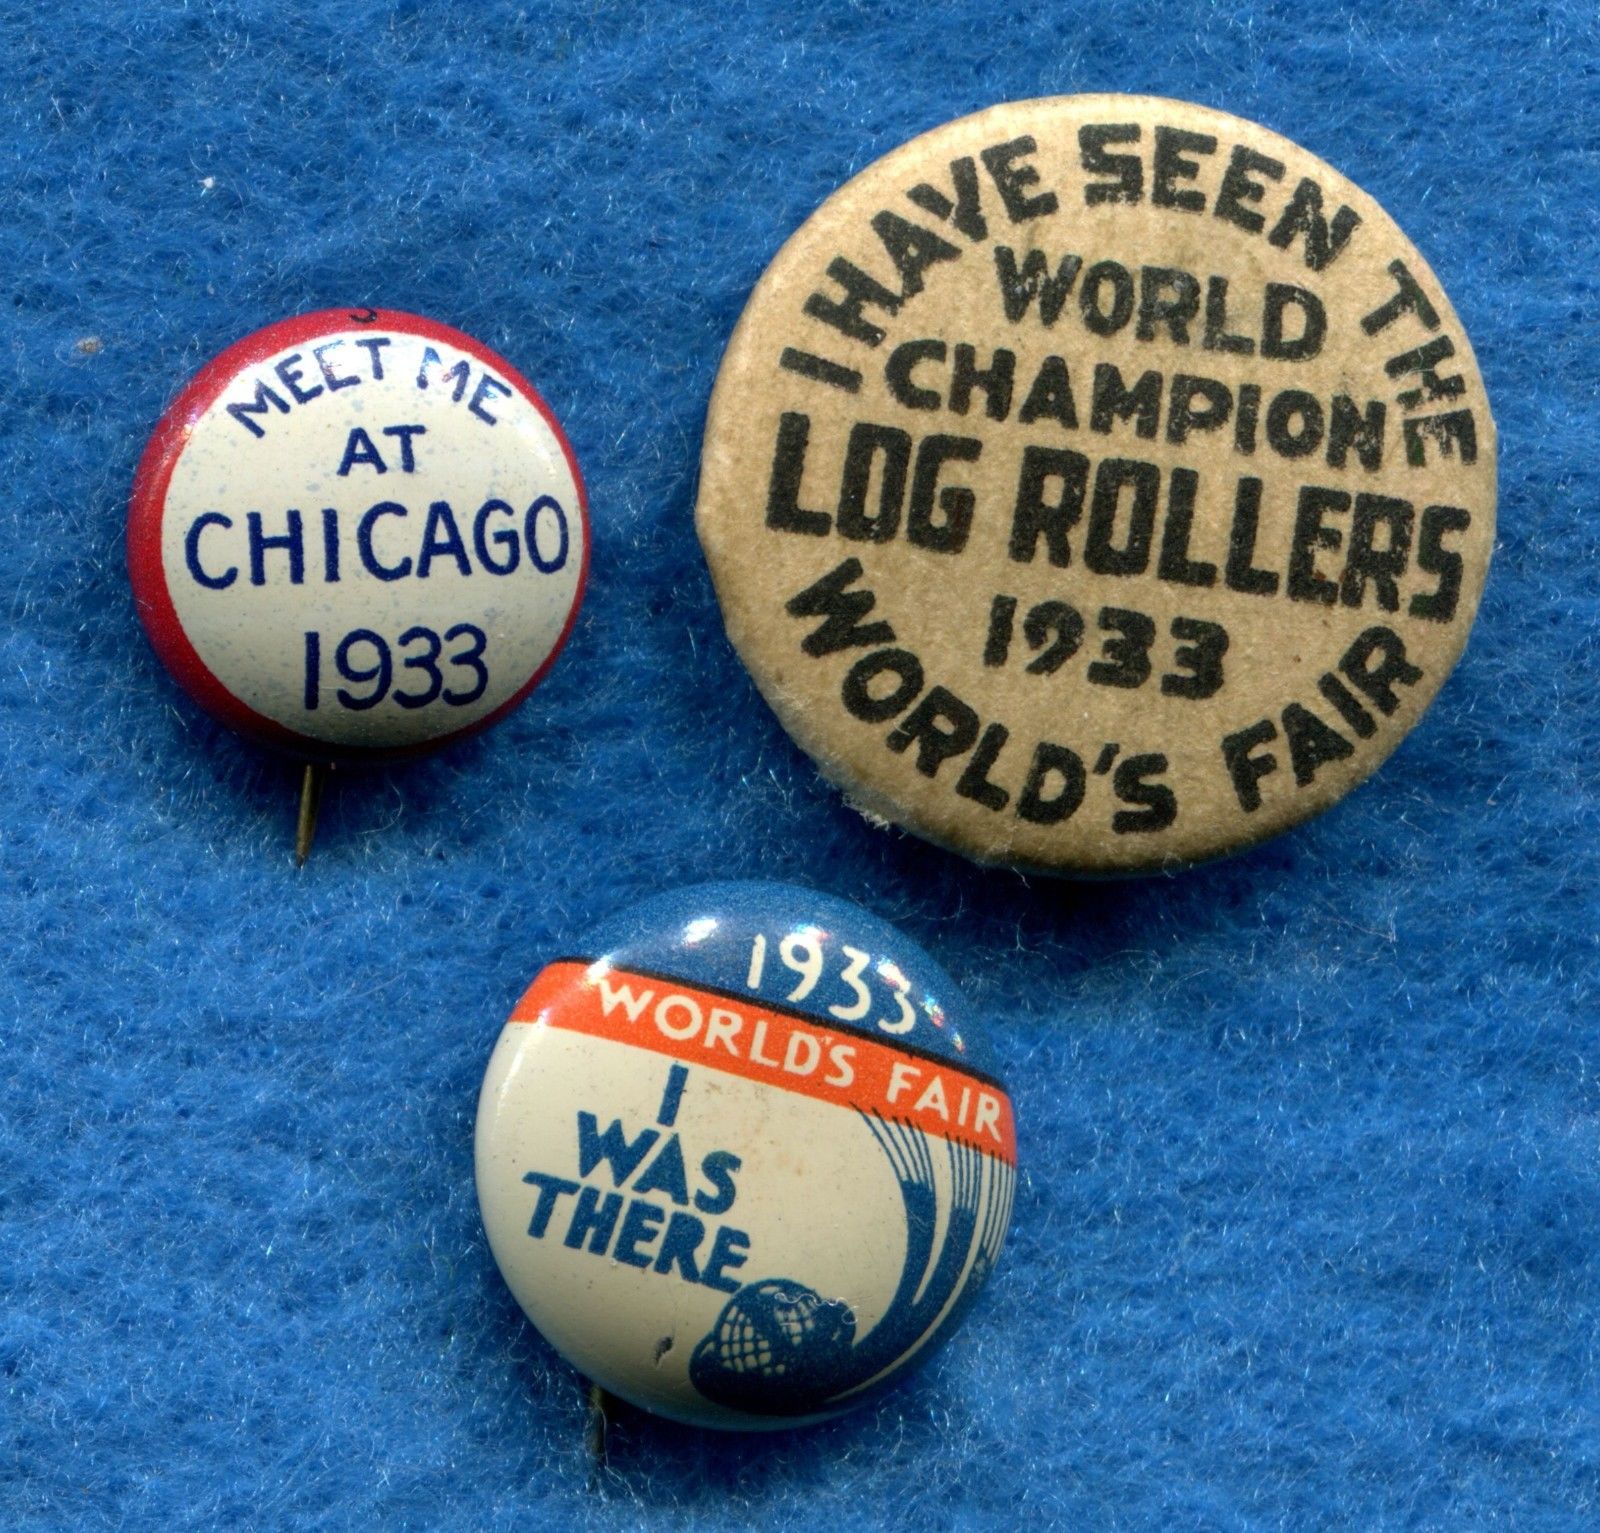 MEET ME
AT
CHICAGO
1933
I HAVE SEEN THE
WORLD
CHAMPION
LOG ROLLERS
1933
WORLD'S FAIR
1933
WORLD'S FAIR
I
WAS
THERE